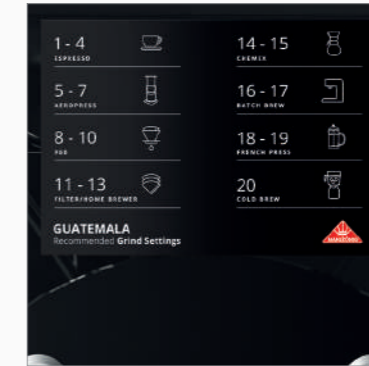 1 - 4
ESPRESSO
5 - 7
AEROPRESS
8 - 10
V60
11 - 13
FILTER/HOME BREWER
14 - 15
CHEMEX
16 - 17
BATCH BREW
18 - 19
FRENCH PRESS
20
COLD BREW
GUATEMALA
Recommended Grind Settings
MAHLKÖNIG